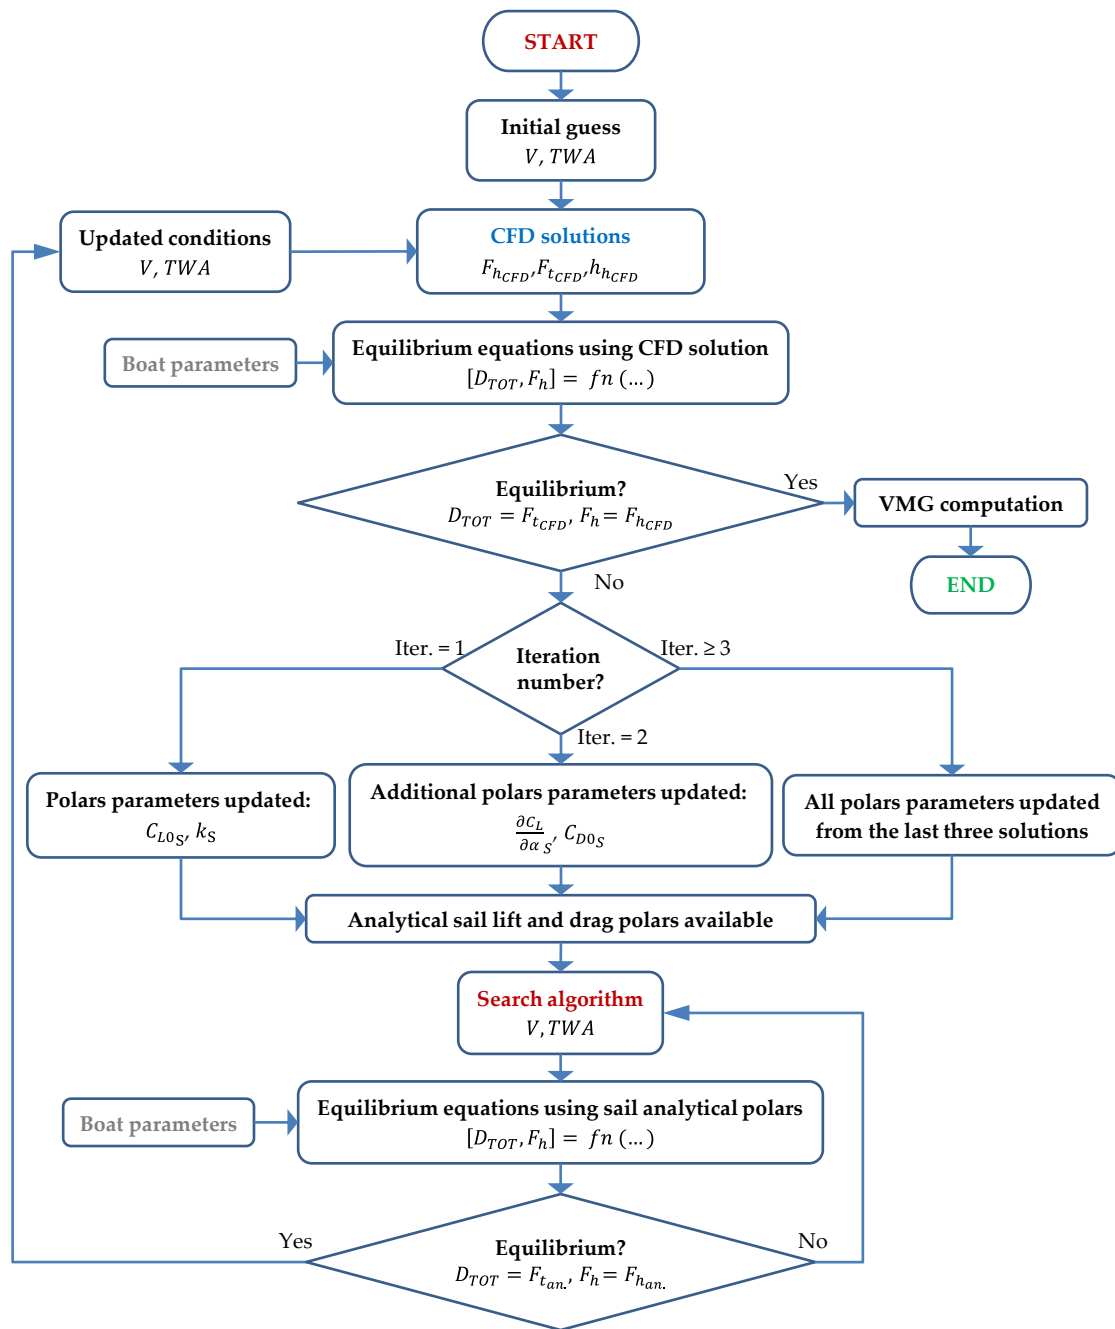 START
Initial guess
V, TWA
Updated conditions
V, TWA
CFD solutions
F_{h_{CFD}}, F_{t_{CFD}}, h_{h_{CFD}}
Boat parameters
Equilibrium equations using CFD solution
[D_{TOT}, F_h] = fn (…)
Equilibrium?
D_{TOT} = F_{t_{CFD}}, F_h = F_{h_{CFD}}
Yes
VMG computation
END
No
Iter. = 1
Iteration
number?
Iter. ≥ 3
Iter. = 2
Polars parameters updated:
C_{L0_S}, k_S
Additional polars parameters updated:
∂C_L/∂α_S, C_{D0_S}
All polars parameters updated
from the last three solutions
Analytical sail lift and drag polars available
Search algorithm
V, TWA
Boat parameters
Equilibrium equations using sail analytical polars
[D_{TOT}, F_h] = fn (…)
Yes
Equilibrium?
D_{TOT} = F_{t_{an.}}, F_h = F_{h_{an.}}
No